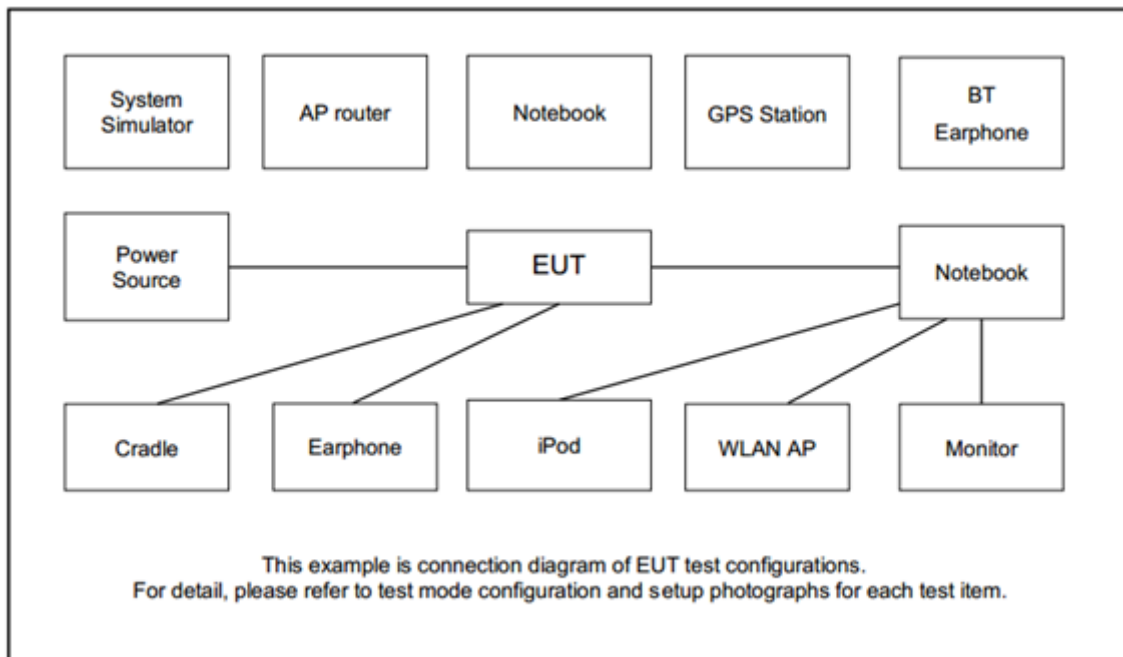 System
Simulator
AP router
Notebook
GPS Station
BT
Earphone
Power
Source
EUT
Notebook
Cradle
Earphone
iPod
WLAN AP
Monitor
This example is connection diagram of EUT test configurations.
For detail, please refer to test mode configuration and setup photographs for each test item.